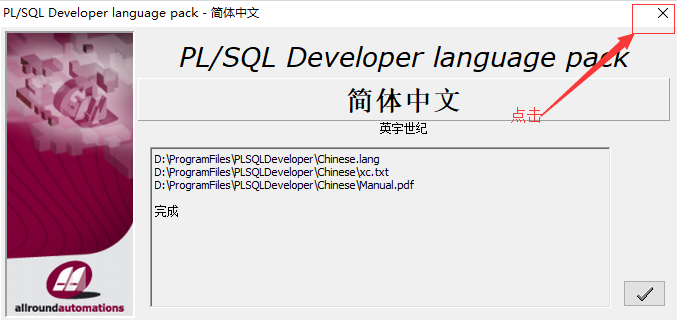 PL/SQL Developer language pack - 简体中文
PL/SQL Developer language pack
简体中文
点击
英宇世纪
D:\ProgramFiles\PLSQLDeveloper\Chinese.lang
D:\ProgramFiles\PLSQLDeveloper\Chinese\xc.txt
D:\ProgramFiles\PLSQLDeveloper\Chinese\Manual.pdf
完成
allroundautomations